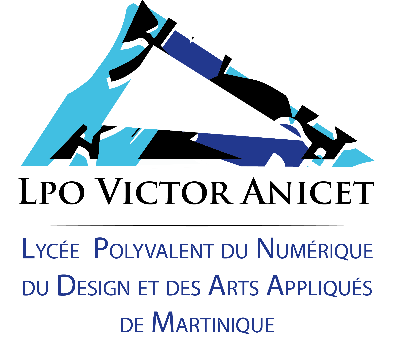 LPO VICTOR ANICET
LYCÉE POLYVALENT DU NUMÉRIQUE
DU DESIGN ET DES ARTS APPLIQUÉS
DE MARTINIQUE